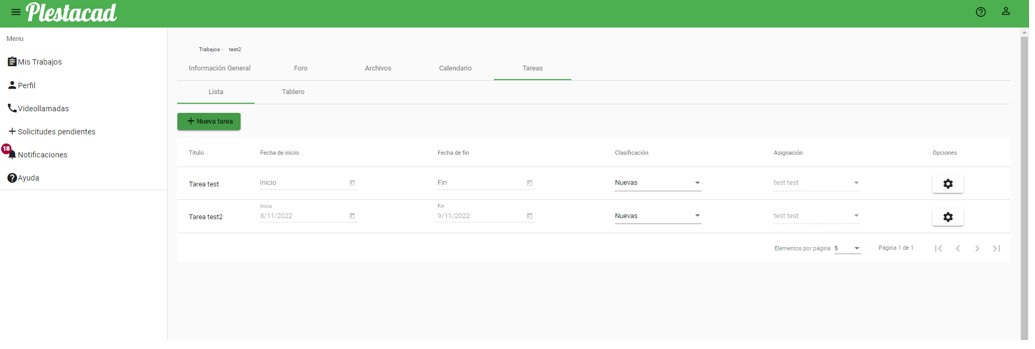 Plestacad
Menu
Mis Trabajos
Perfil
Videollamadas
Solicitudes pendientes
18
Notificaciones
Ayuda
Trabajos test2
Información General Foro Archivos Calendario Tareas
Lista Tablero
+ Nueva tarea
Título Fecha de inicio Fecha de fin Clasificación Asignación Opciones
Tarea test Inicio Fin Nuevas test test
Inicio Fin
Tarea test2 8/11/2022 9/11/2022 Nuevas test test
Elementos por página 5 Página 1 de 1